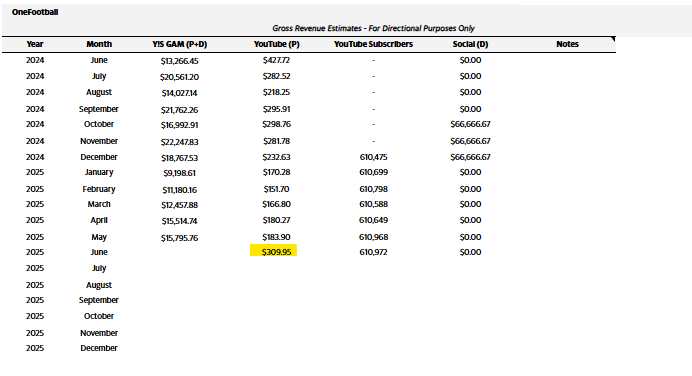 OneFootball
Gross Revenue Estimates - For Directional Purposes Only
Year Month Y!S GAM (P+D) YouTube (P) YouTube Subscribers Social (D) Notes
2024 June $13,266.45 $427.72 - $0.00
2024 July $20,561.20 $282.52 - $0.00
2024 August $14,027.14 $218.25 - $0.00
2024 September $21,762.26 $295.91 - $0.00
2024 October $16,992.91 $298.76 - $66,666.67
2024 November $22,247.83 $281.78 - $66,666.67
2024 December $18,767.53 $232.63 610,475 $66,666.67
2025 January $9,198.61 $170.28 610,699 $0.00
2025 February $11,180.16 $151.70 610,798 $0.00
2025 March $12,457.88 $166.80 610,588 $0.00
2025 April $15,514.74 $180.27 610,649 $0.00
2025 May $15,795.76 $183.90 610,968 $0.00
2025 June $309.95 610,972 $0.00
2025 July
2025 August
2025 September
2025 October
2025 November
2025 December